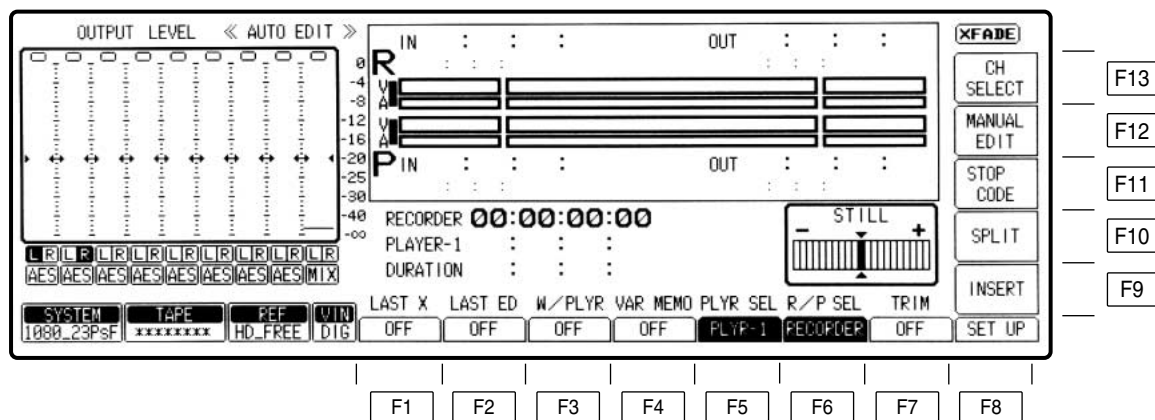 OUTPUT LEVEL « AUTO EDIT »
0
-4
-8
-12
-16
-20
-25
-30
-40
-∞
L R L R L R L R L R L R L R L R L R
AES AES AES AES AES AES AES AES MIX
SYSTEM TAPE REF VIN
1080_23PsF ******** HD_FREE DIG
R IN : : : OUT : : :
: : : : : :
V
A
V
A
P IN : : : OUT : : :
: : : : : :
RECORDER 00:00:00:00
PLAYER-1 : : :
DURATION : : :
STILL
- +
LAST X LAST ED W/PLYR VAR MEMO PLYR SEL R/P SEL TRIM
OFF OFF OFF OFF PLYR-1 RECORDER OFF SET UP
XFADE
CH SELECT
MANUAL EDIT
STOP CODE
SPLIT
INSERT
F13
F12
F11
F10
F9
F1 F2 F3 F4 F5 F6 F7 F8